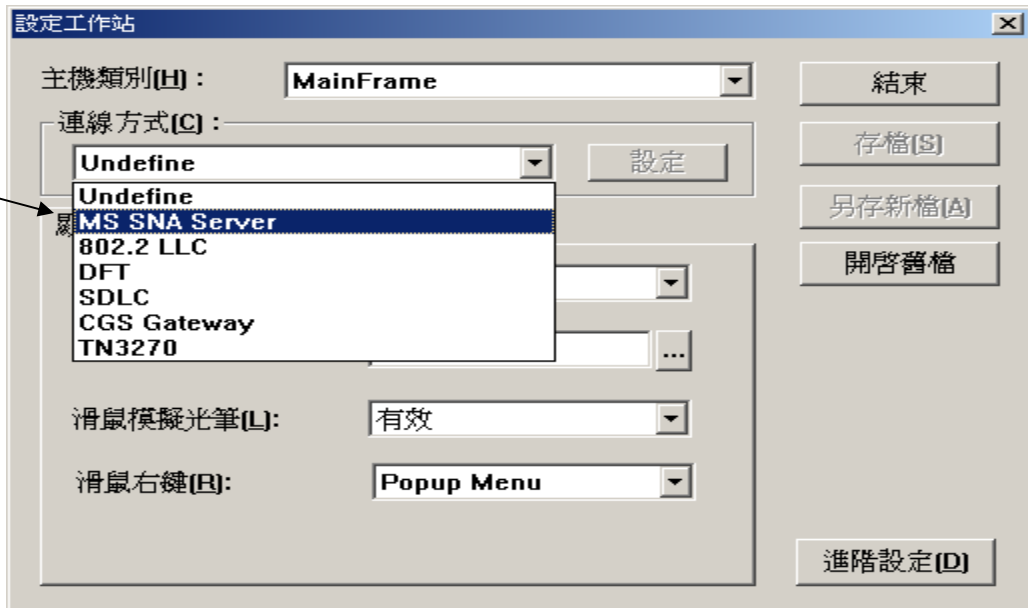 設定工作站
主機類別(H)：
MainFrame
結束
連線方式(C)：
Undefine
設定
存檔(S)
Undefine
MS SNA Server
802.2 LLC
DFT
SDLC
CGS Gateway
TN3270
另存新檔(A)
開啓舊檔
...
滑鼠模擬光筆(L):
有效
滑鼠右鍵(R):
Popup Menu
進階設定(D)